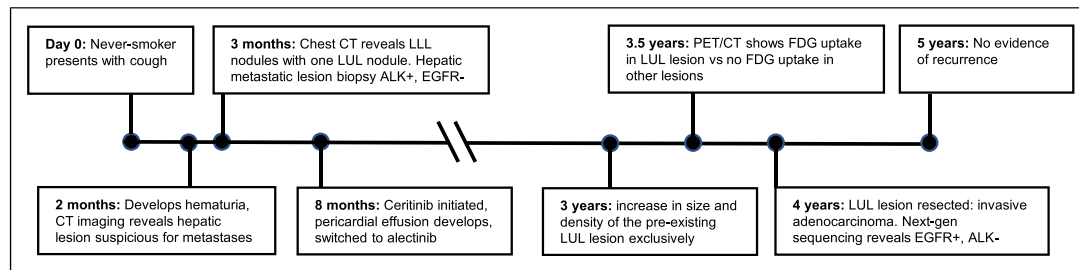 Day 0: Never-smoker
presents with cough
3 months: Chest CT reveals LLL
nodules with one LUL nodule. Hepatic
metastatic lesion biopsy ALK+, EGFR-
3.5 years: PET/CT shows FDG uptake
in LUL lesion vs no FDG uptake in
other lesions
5 years: No evidence
of recurrence
2 months: Develops hematuria,
CT imaging reveals hepatic
lesion suspicious for metastases
8 months: Ceritinib initiated,
pericardial effusion develops,
switched to alectinib
3 years: increase in size and
density of the pre-existing
LUL lesion exclusively
4 years: LUL lesion resected: invasive
adenocarcinoma. Next-gen
sequencing reveals EGFR+, ALK-